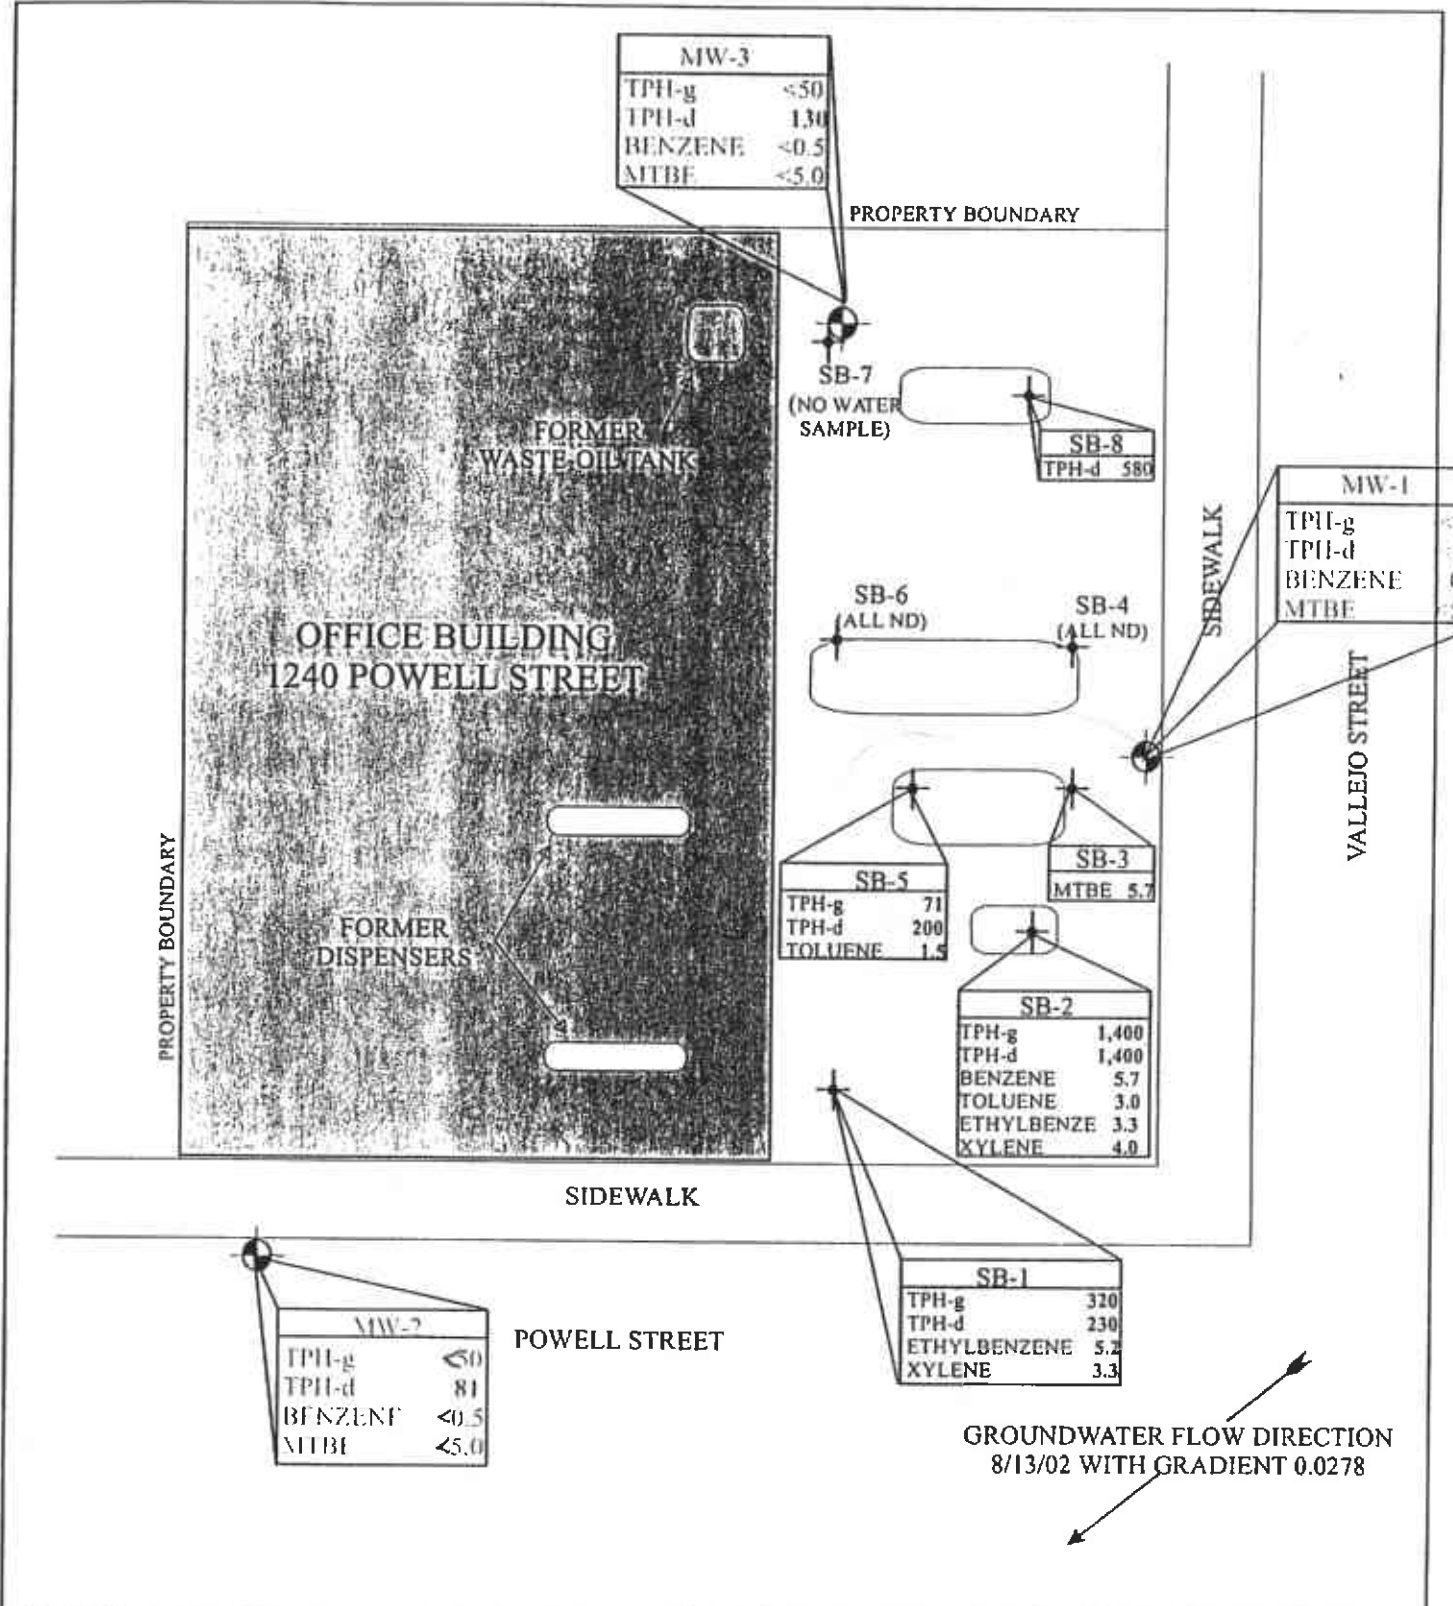 MW-3
TPH-g <50
TPH-d 130
BENZENE <0.5
MTBE <5.0
PROPERTY BOUNDARY
SB-7
(NO WATER
SAMPLE)
FORMER
WASTE OIL TANK
SB-8
TPH-d 580
MW-1
TPH-g
TPH-d
BENZENE
MTBE
SIDEWALK
SB-6
(ALL ND)
SB-4
(ALL ND)
OFFICE BUILDING
1240 POWELL STREET
VALLEJO STREET
PROPERTY BOUNDARY
SB-3
MTBE 5.7
SB-5
TPH-g 71
TPH-d 200
TOLUENE 1.5
FORMER
DISPENSERS
SB-2
TPH-g 1,400
TPH-d 1,400
BENZENE 5.7
TOLUENE 3.0
ETHYLBENZE 3.3
XYLENE 4.0
SIDEWALK
SB-1
TPH-g 320
TPH-d 230
ETHYLBENZENE 5.2
XYLENE 3.3
MW-2
TPH-g <50
TPH-d 81
BENZENE <0.5
MTBE <5.0
POWELL STREET
GROUNDWATER FLOW DIRECTION
8/13/02 WITH GRADIENT 0.0278